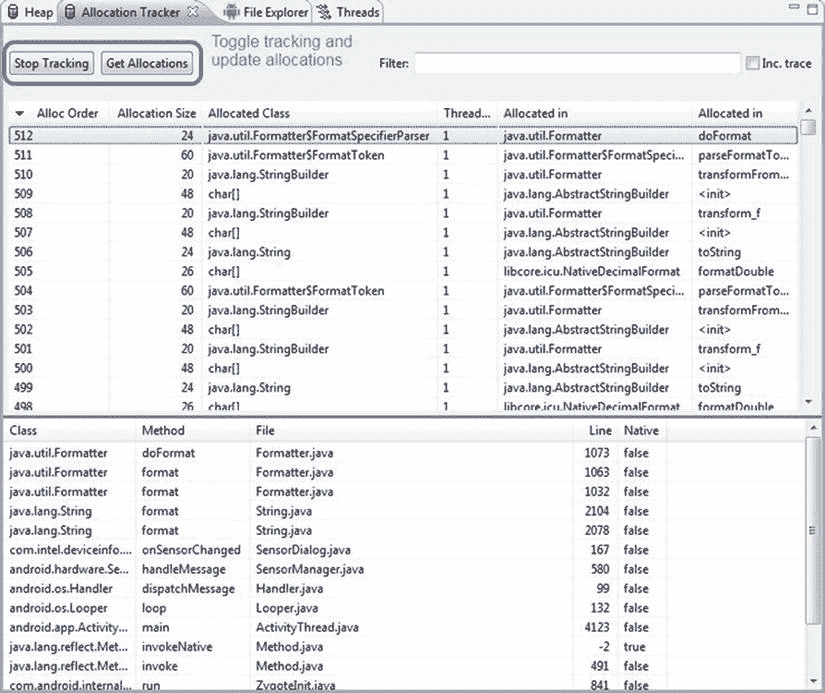 Heap Allocation Tracker File Explorer Threads
Toggle tracking and
update allocations
Stop Tracking Get Allocations Filter: Inc. trace
Alloc Order Allocation Size Allocated Class Thread... Allocated in Allocated in
512 24 java.util.Formatter$FormatSpecifierParser 1 java.util.Formatter doFormat
511 60 java.util.Formatter$FormatToken 1 java.util.Formatter$FormatSpeci... parseFormatTo...
510 20 java.lang.StringBuilder 1 java.util.Formatter transformFrom...
509 48 char[] 1 java.lang.AbstractStringBuilder <init>
508 20 java.lang.StringBuilder 1 java.util.Formatter transform_f
507 48 char[] 1 java.lang.AbstractStringBuilder <init>
506 24 java.lang.String 1 java.lang.AbstractStringBuilder toString
505 26 char[] 1 libcore.icu.NativeDecimalFormat formatDouble
504 60 java.util.Formatter$FormatToken 1 java.util.Formatter$FormatSpeci... parseFormatTo...
503 20 java.lang.StringBuilder 1 java.util.Formatter transformFrom...
502 48 char[] 1 java.lang.AbstractStringBuilder <init>
501 20 java.lang.StringBuilder 1 java.util.Formatter transform_f
500 48 char[] 1 java.lang.AbstractStringBuilder <init>
499 24 java.lang.String 1 java.lang.AbstractStringBuilder toString
498 26 char[] 1 libcore.icu.NativeDecimalFormat formatDouble
Class Method File Line Native
java.util.Formatter doFormat Formatter.java 1073 false
java.util.Formatter format Formatter.java 1063 false
java.util.Formatter format Formatter.java 1032 false
java.lang.String format String.java 2104 false
java.lang.String format String.java 2078 false
com.intel.deviceinfo.... onSensorChanged SensorDialog.java 167 false
android.hardware.Se... handleMessage SensorManager.java 580 false
android.os.Handler dispatchMessage Handler.java 99 false
android.os.Looper loop Looper.java 132 false
android.app.Activity... main ActivityThread.java 4123 false
java.lang.reflect.Met... invokeNative Method.java -2 true
java.lang.reflect.Met... invoke Method.java 491 false
com.android.internal... run ZygoteInit.java 841 false